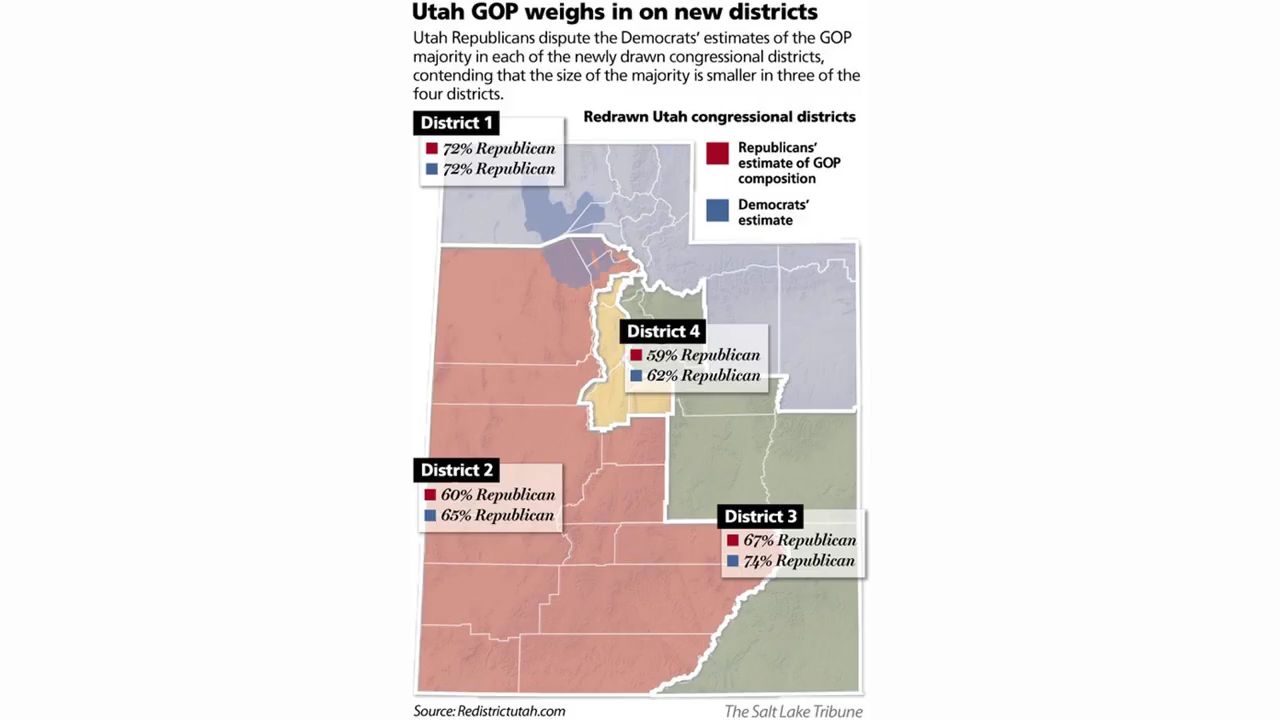 Utah GOP weighs in on new districts
Utah Republicans dispute the Democrats’ estimates of the GOP
majority in each of the newly drawn congressional districts,
contending that the size of the majority is smaller in three of the
four districts.
Redrawn Utah congressional districts
Republicans’
estimate of GOP
composition
Democrats’
estimate
District 1
72% Republican
72% Republican
District 4
59% Republican
62% Republican
District 2
60% Republican
65% Republican
District 3
67% Republican
74% Republican
Source: Redistrictutah.com
The Salt Lake Tribune